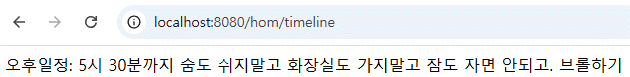 localhost:8080/hom/timeline
오후일정: 5시 30분까지 숨도 쉬지말고 화장실도 가지말고 잠도 자면 안되고. 브롤하기